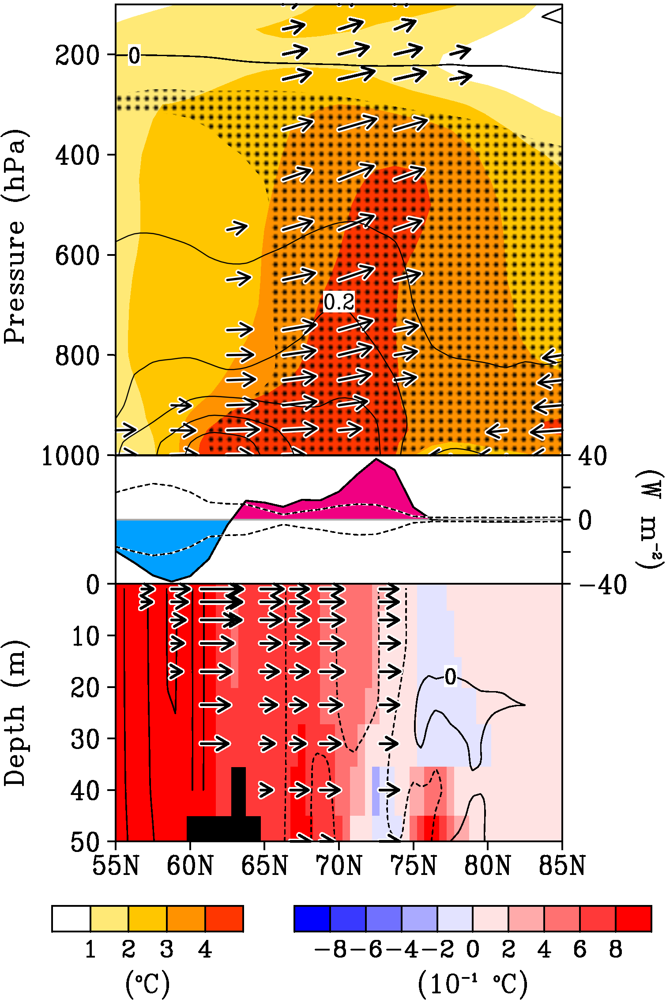 0
200
400
600
800
1000
Pressure (hPa)
0.2
40
0
−40
(W m⁻²)
0
10
20
30
40
50
Depth (m)
0
55N 60N 65N 70N 75N 80N 85N
1 2 3 4
(°C)
−8 −6 −4 −2 0 2 4 6 8
(10⁻¹ °C)